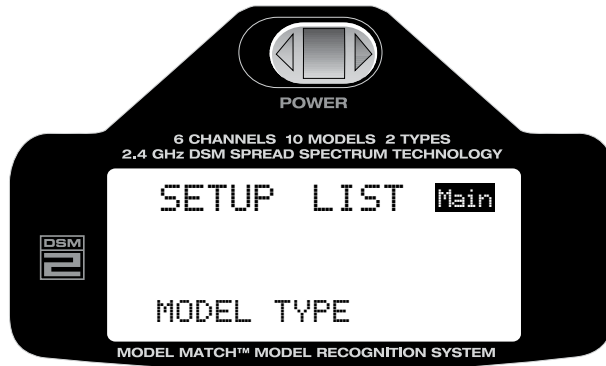 POWER
6 CHANNELS 10 MODELS 2 TYPES
2.4 GHz DSM SPREAD SPECTRUM TECHNOLOGY
SETUP LIST Main
DSM
2
MODEL TYPE
MODEL MATCH™ MODEL RECOGNITION SYSTEM